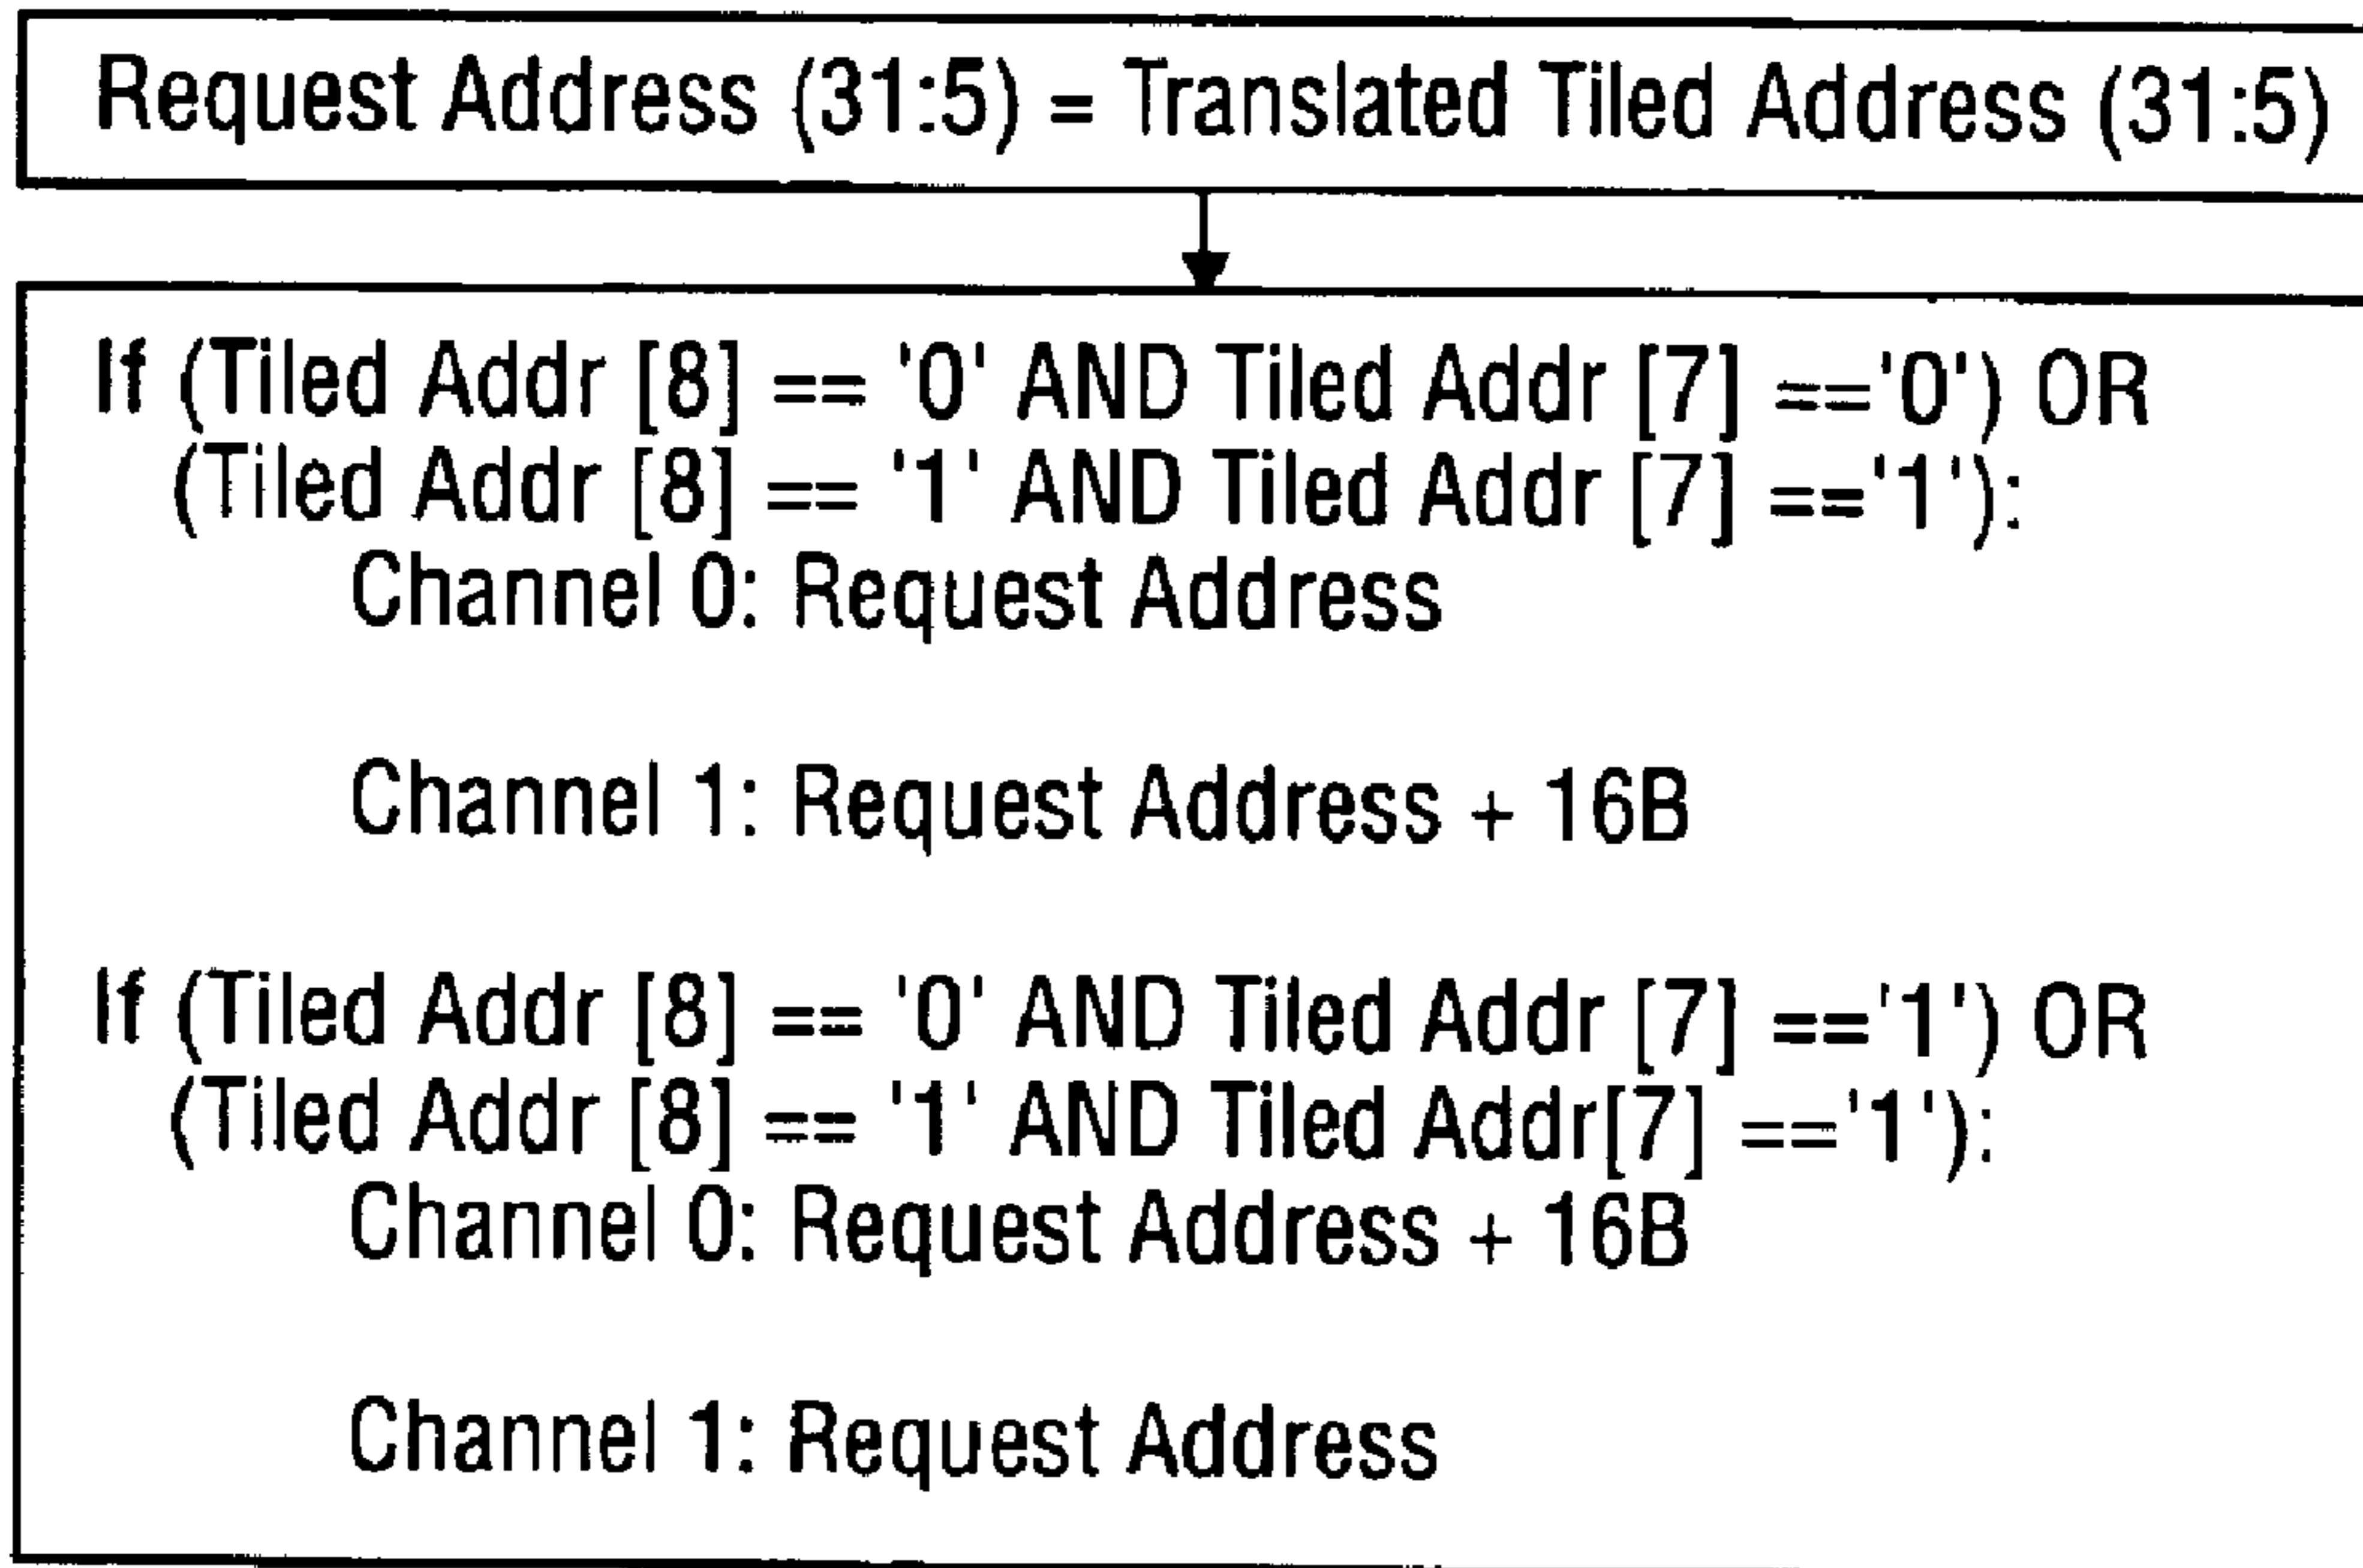 Request Address (31:5) = Translated Tiled Address (31:5)
If (Tiled Addr [8] == '0' AND Tiled Addr [7] =='0') OR
(Tiled Addr [8] == '1' AND Tiled Addr [7] =='1'):
Channel 0: Request Address
Channel 1: Request Address + 16B
If (Tiled Addr [8] == '0' AND Tiled Addr [7] =='1') OR
(Tiled Addr [8] == '1' AND Tiled Addr[7] =='1'):
Channel 0: Request Address + 16B
Channel 1: Request Address